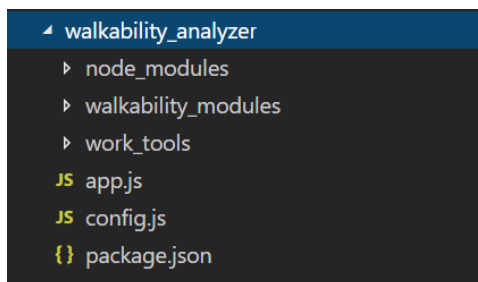 walkability_analyzer
node_modules
walkability_modules
work_tools
JS app.js
JS config.js
{} package.json